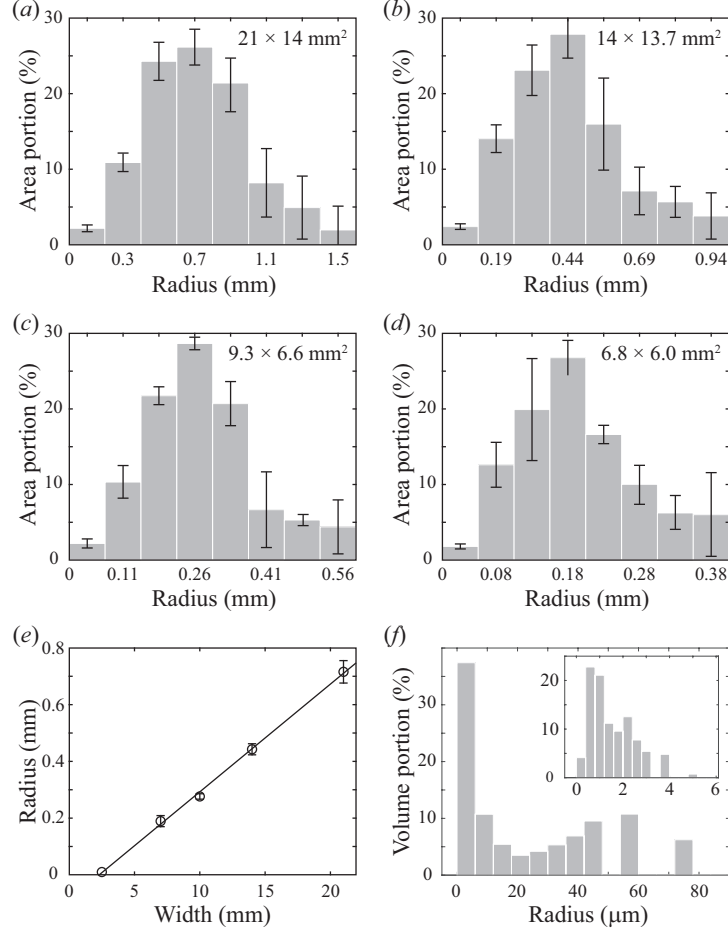 (a) (b)
30 30
21 × 14 mm² 14 × 13.7 mm²
Area portion (%) Area portion (%)
20 20
10 10
0 0
0 0.3 0.7 1.1 1.5 0 0.19 0.44 0.69 0.94
Radius (mm) Radius (mm)
(c) (d)
30 30
9.3 × 6.6 mm² 6.8 × 6.0 mm²
Area portion (%) Area portion (%)
20 20
10 10
0 0
0 0.11 0.26 0.41 0.56 0 0.08 0.18 0.28 0.38
Radius (mm) Radius (mm)
(e) (f)
0.8
Radius (mm)
0.6
0.4
0.2
0
0 5 10 15 20
Width (mm)
Volume portion (%)
30
20
10
0
0 20 40 60 80
Radius (μm)
20
10
0
0 2 4 6